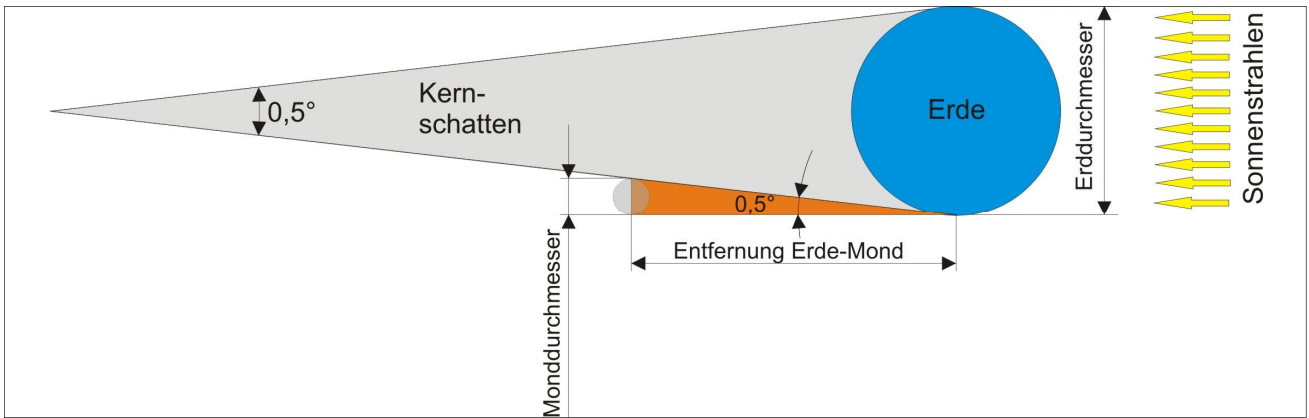 0,5°
Kern-
schatten
Erde
Erddurchmesser
Sonnenstrahlen
0,5°
Entfernung Erde-Mond
Monddurchmesser